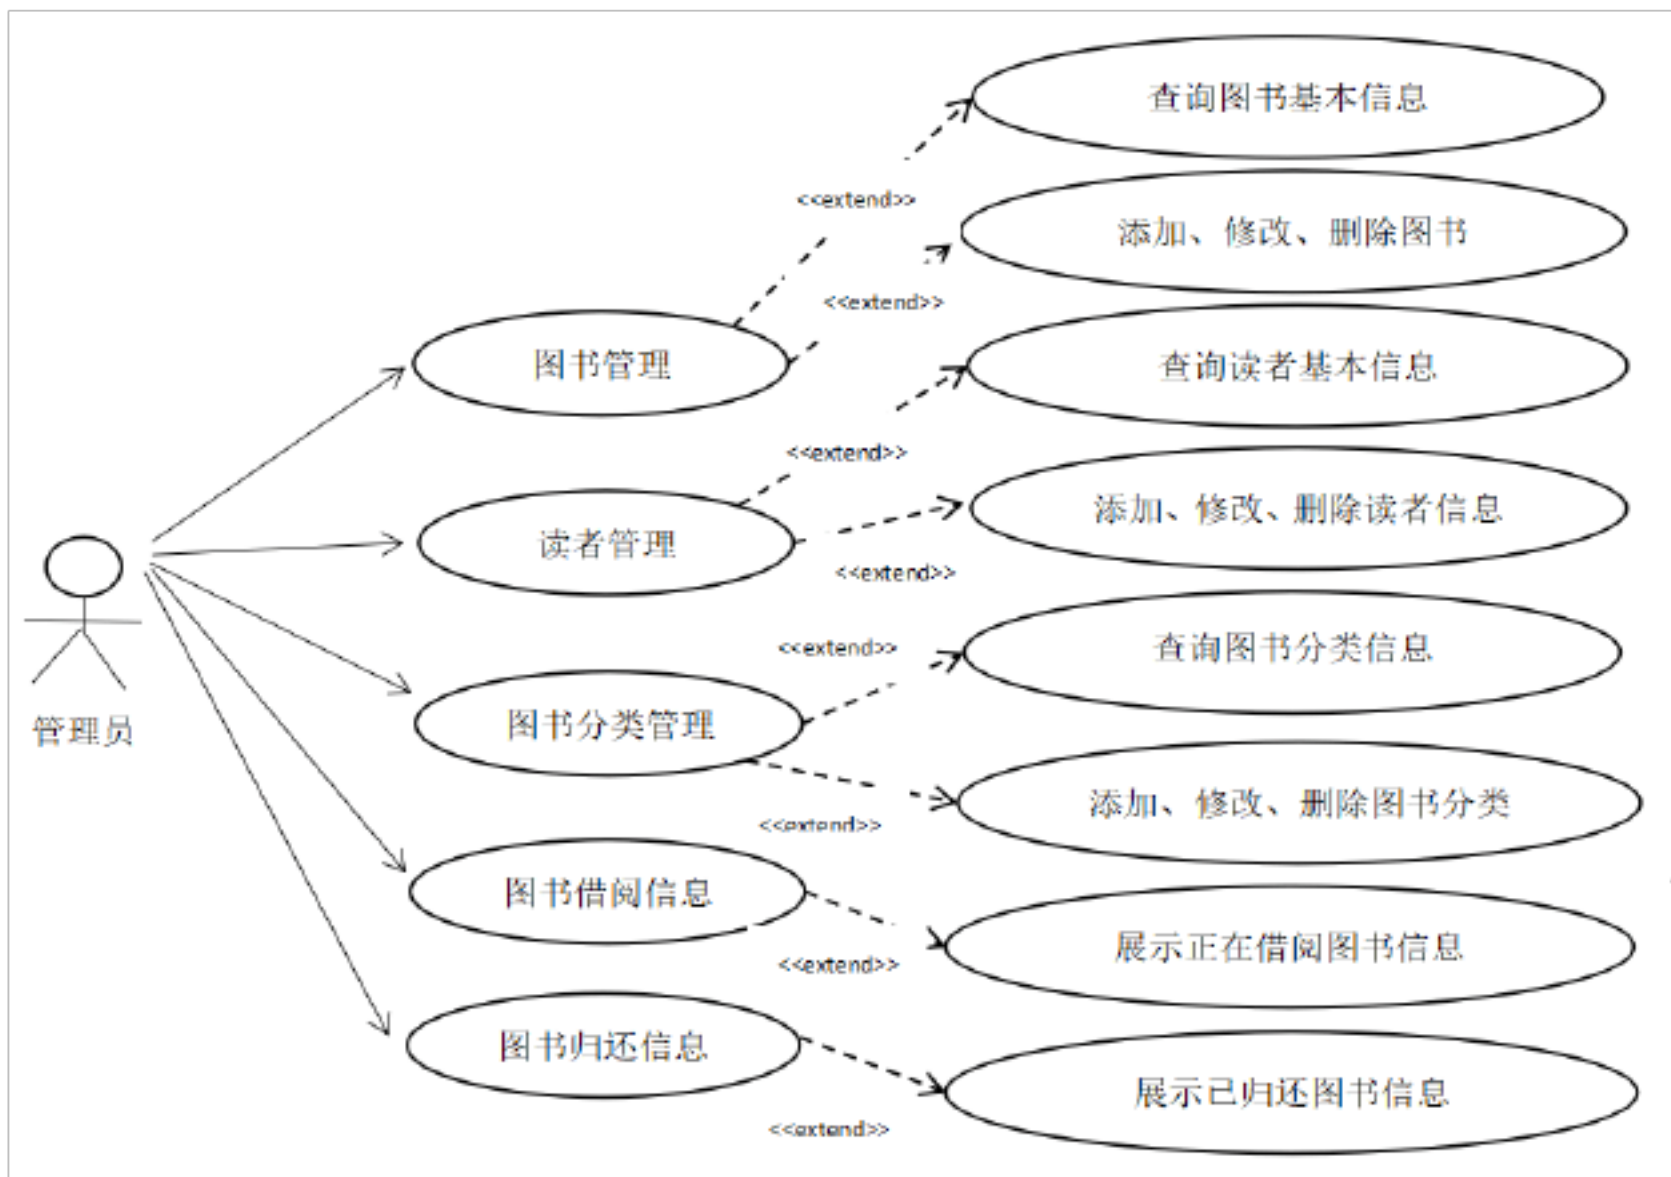 查询图书基本信息
<<extend>>
添加、修改、删除图书
<<extend>>
图书管理
查询读者基本信息
<<extend>>
添加、修改、删除读者信息
读者管理
<<extend>>
<<extend>>
查询图书分类信息
管理员
图书分类管理
添加、修改、删除图书分类
<<extend>>
图书借阅信息
展示正在借阅图书信息
<<extend>>
图书归还信息
展示已归还图书信息
<<extend>>